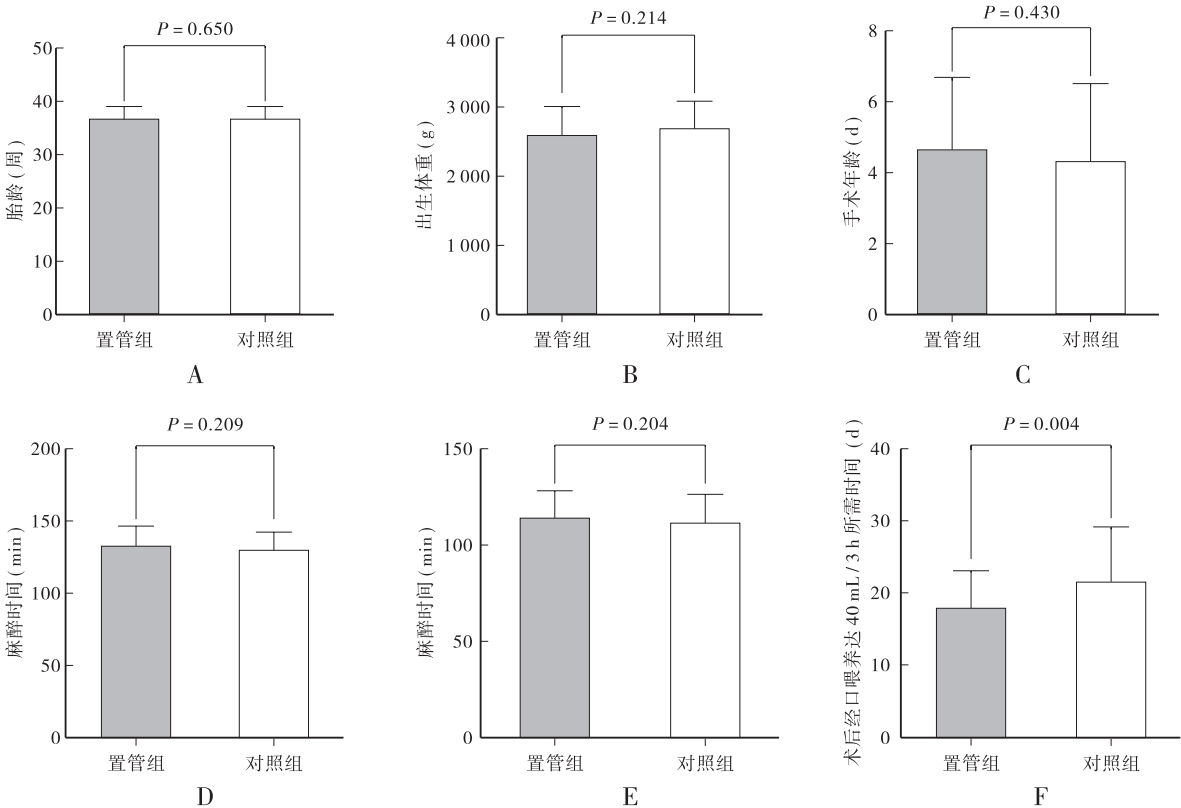 P = 0.650
50
40
30
20
10
0
胎龄(周)
置管组
对照组
A
P = 0.214
4 000
3 000
2 000
1 000
0
出生体重(g)
置管组
对照组
B
P = 0.430
8
6
4
2
0
手术年龄(d)
置管组
对照组
C
P = 0.209
200
150
100
50
0
麻醉时间(min)
置管组
对照组
D
P = 0.204
150
100
50
0
麻醉时间(min)
置管组
对照组
E
P = 0.004
40
30
20
10
0
术后经口喂养达40 mL/3 h所需时间(d)
置管组
对照组
F